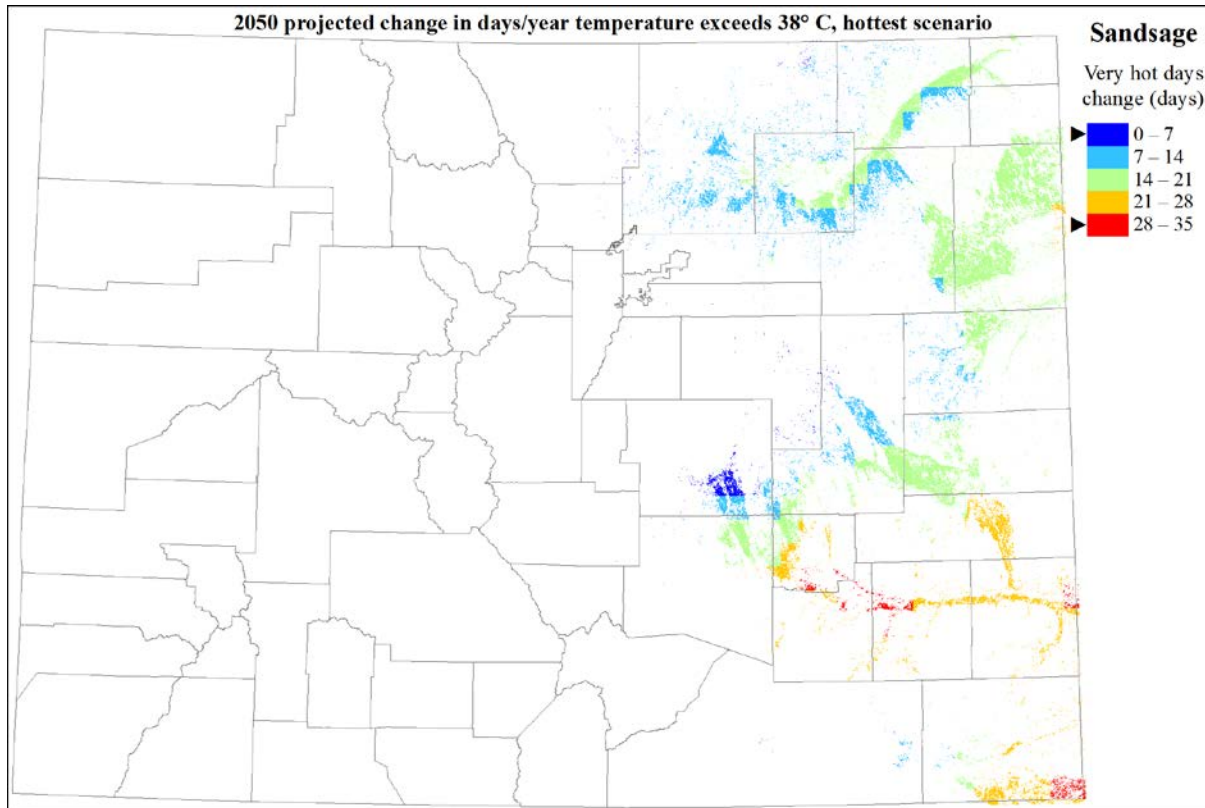 2050 projected change in days/year temperature exceeds 38° C, hottest scenario
Sandsage
Very hot days
change (days)
0 – 7
7 – 14
14 – 21
21 – 28
28 – 35